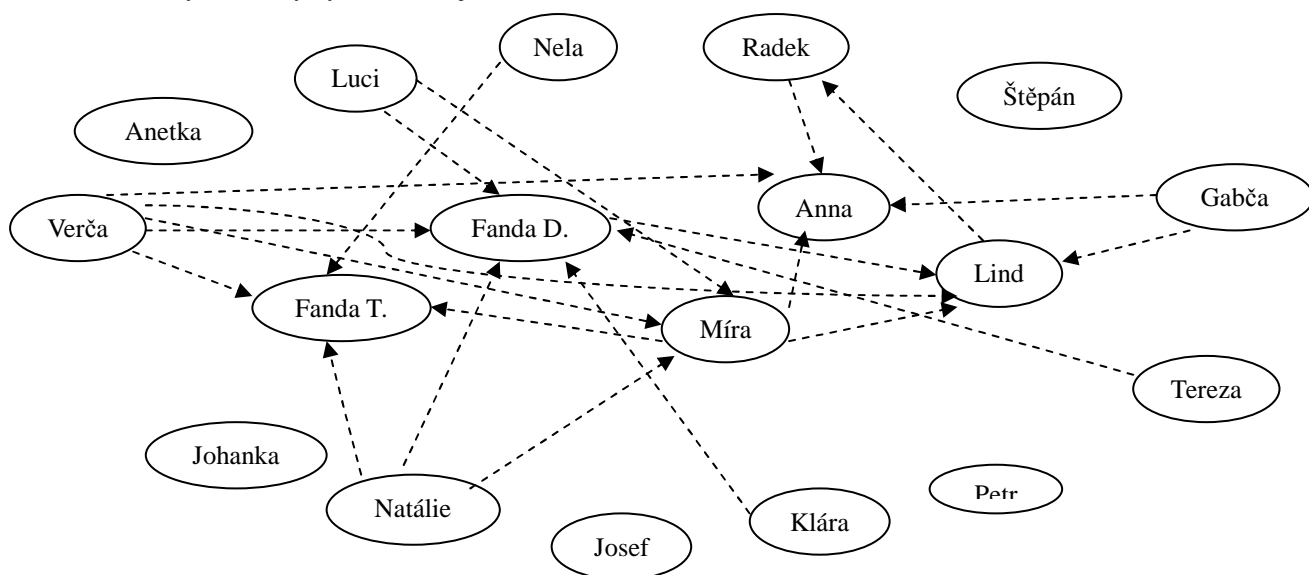 Nela
Radek
Luci
Štěpán
Anetka
Gabča
Anna
Verča
Fanda D.
Lind
Fanda T.
Míra
Tereza
Johanka
Petr
Natálie
Klára
Josef